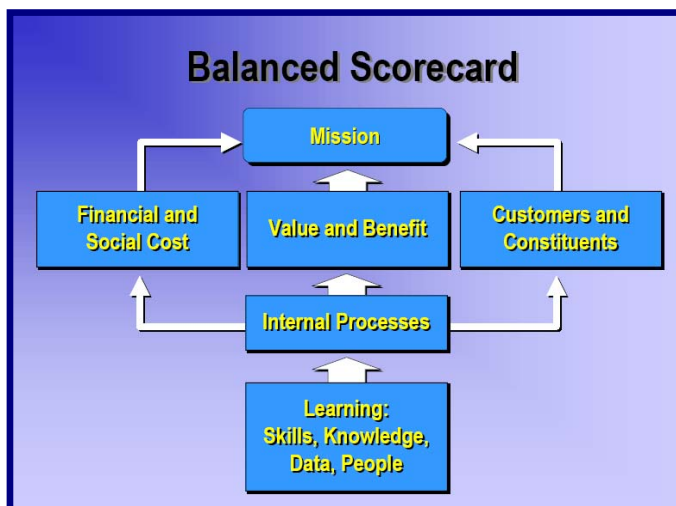 Balanced Scorecard
Mission
Financial and
Social Cost
Value and Benefit
Customers and
Constituents
Internal Processes
Learning:
Skills, Knowledge,
Data, People